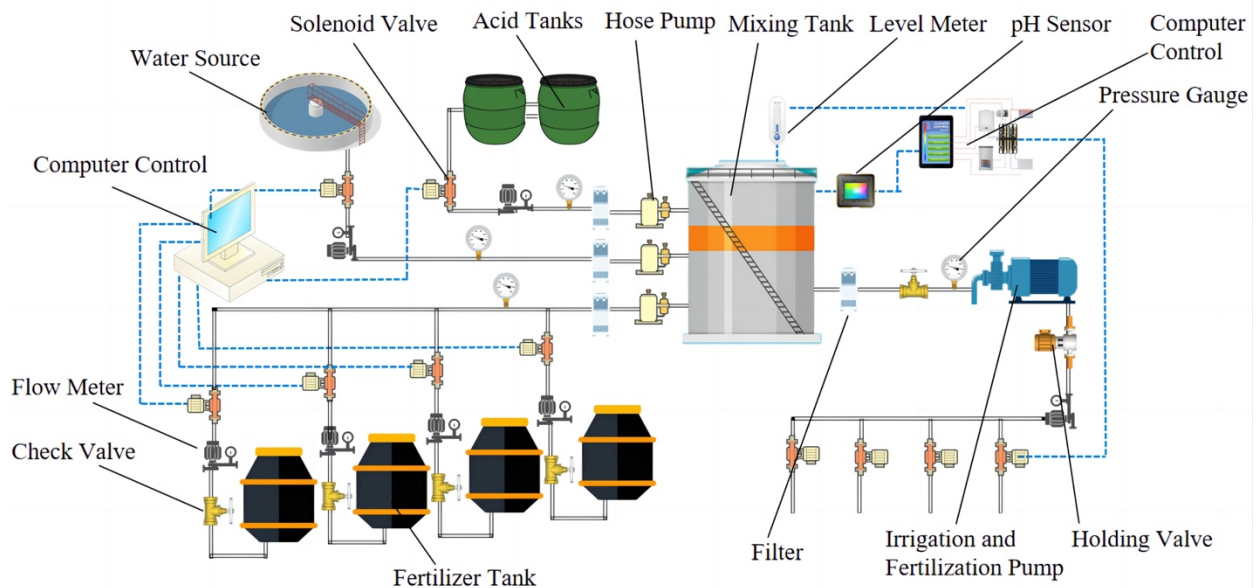 Solenoid Valve
Acid Tanks
Hose Pump
Mixing Tank
Level Meter
pH Sensor
Computer
Control
Water Source
Pressure Gauge
Computer Control
Flow Meter
Check Valve
Fertilizer Tank
Filter
Irrigation and
Fertilization Pump
Holding Valve